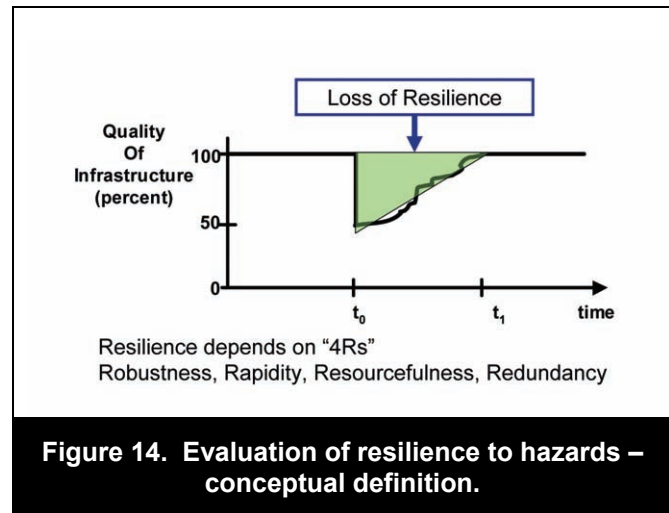 Loss of Resilience
Quality
Of
Infrastructure
(percent)
100
50
0
t₀
t₁
time
Resilience depends on “4Rs”
Robustness, Rapidity, Resourcefulness, Redundancy
Figure 14. Evaluation of resilience to hazards –
conceptual definition.